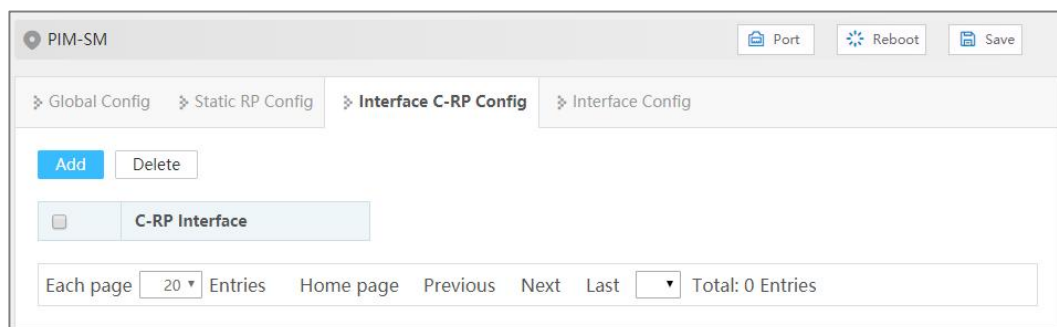 PIM-SM Port Reboot Save
Global Config Static RP Config Interface C-RP Config Interface Config
Add Delete
C-RP Interface
Each page 20 Entries Home page Previous Next Last Total: 0 Entries